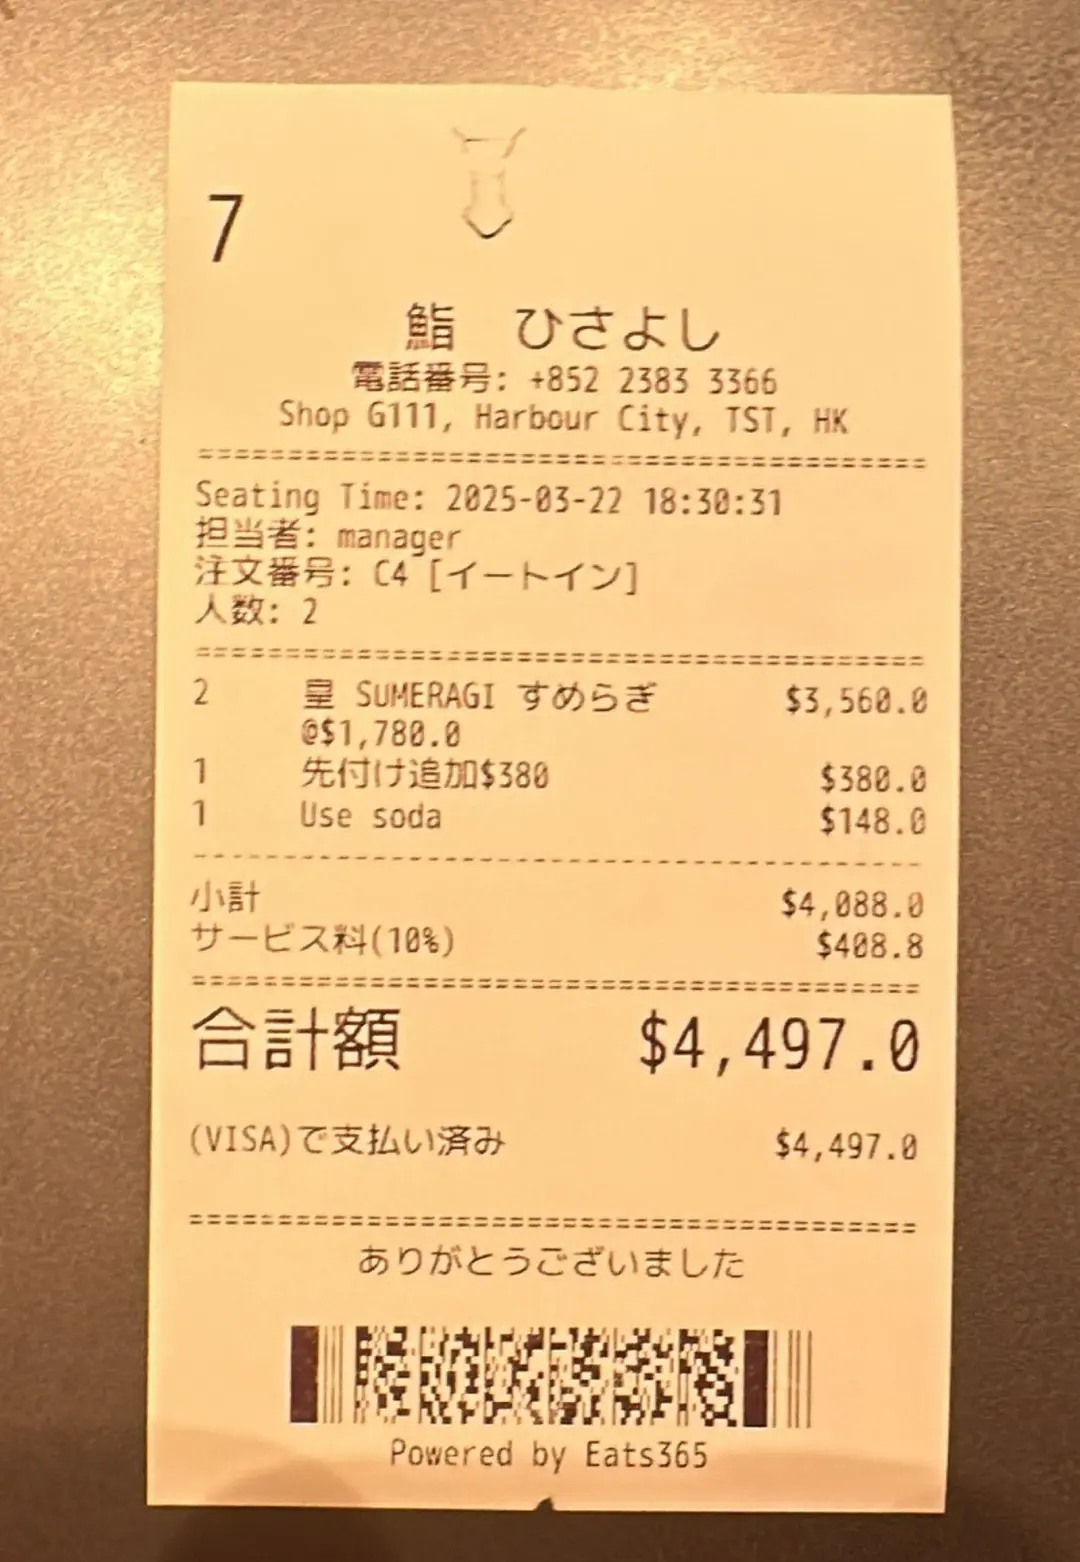 7
鮨 ひさよし
電話番号: +852 2383 3366
Shop G111, Harbour City, TST, HK
========================================
Seating Time: 2025-03-22 18:30:31
担当者: manager
注文番号: C4 [イートイン]
人数: 2
========================================
2 皇 SUMERAGI すめらぎ $3,560.0
@$1,780.0
1 先付け追加$380 $380.0
1 Use soda $148.0
----------------------------------------
小計 $4,088.0
サービス料(10%) $408.8
========================================
合計額 $4,497.0
(VISA)で支払い済み $4,497.0
========================================
ありがとうございました
Powered by Eats365